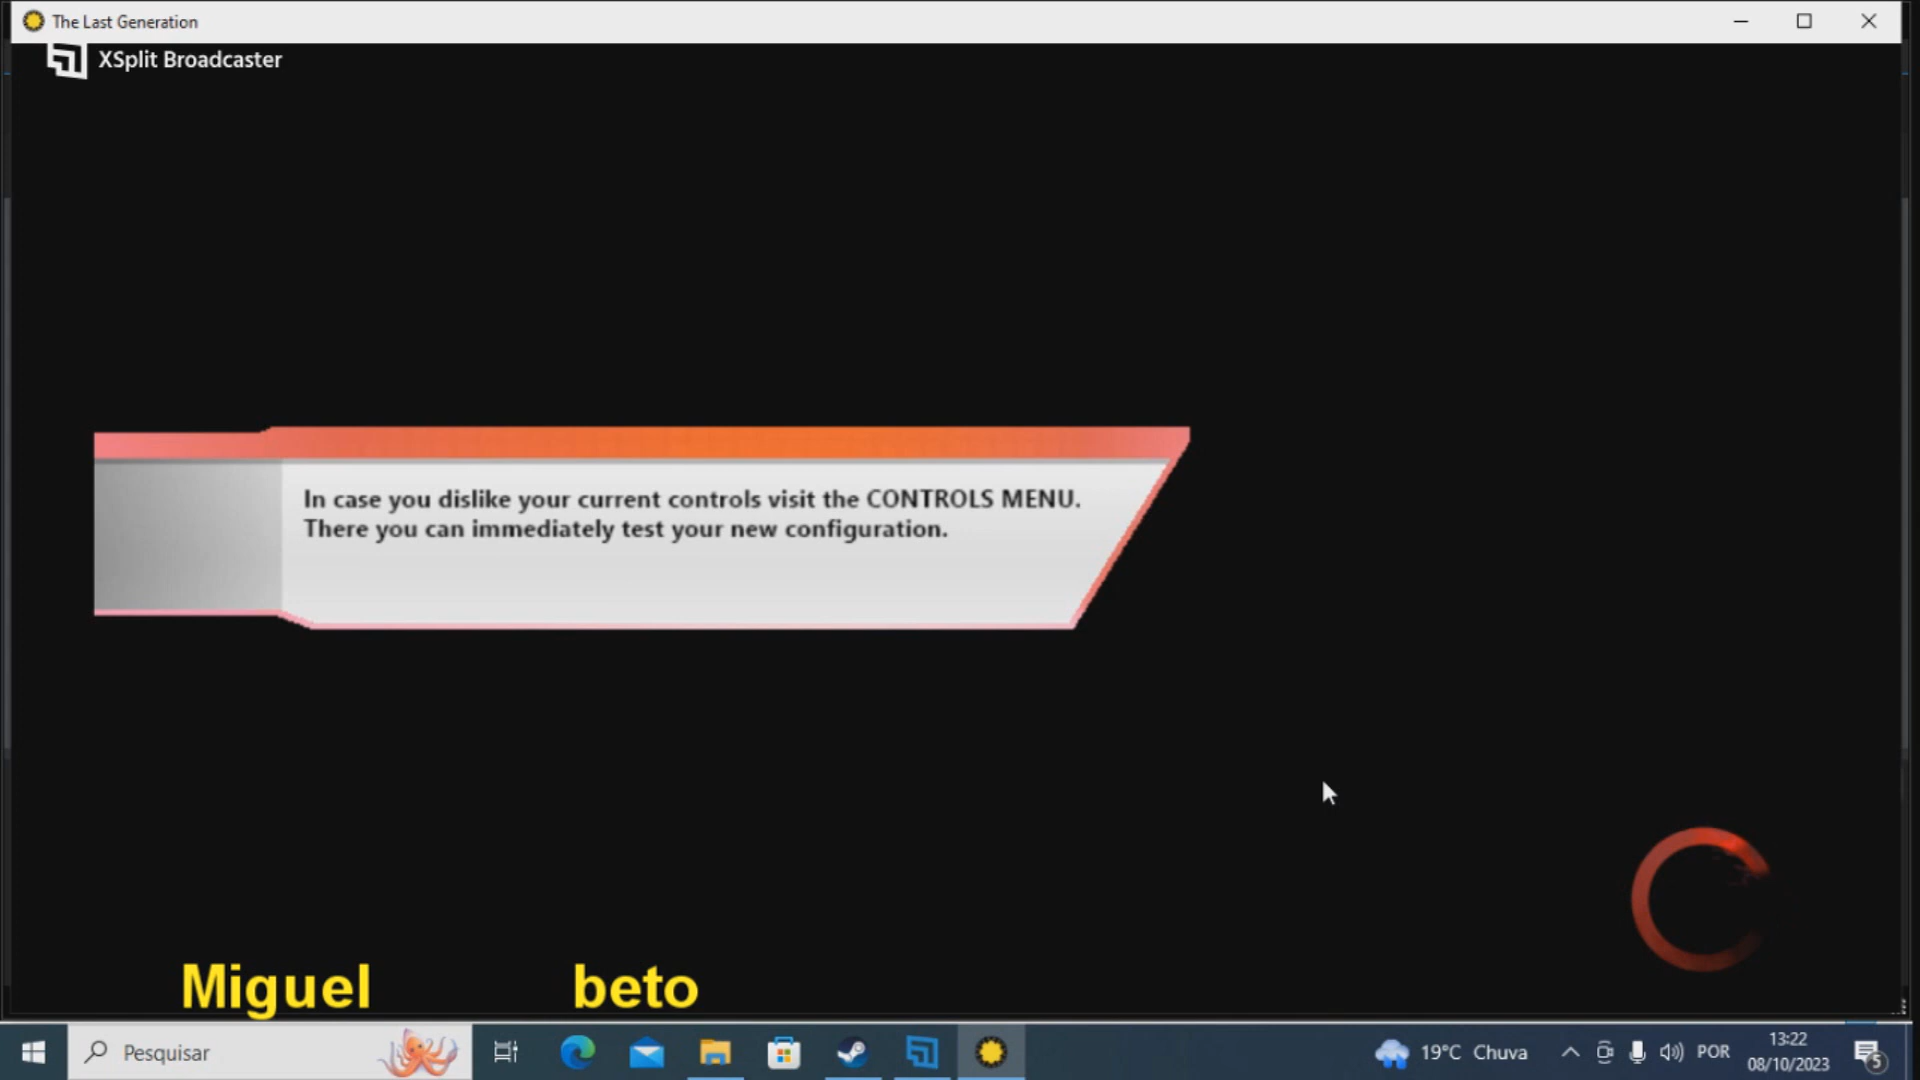 The Last Generation
XSplit Broadcaster
In case you dislike your current controls visit the CONTROLS MENU.
There you can immediately test your new configuration.
Miguel beto
Pesquisar
19°C Chuva
POR
13:22
08/10/2023
5